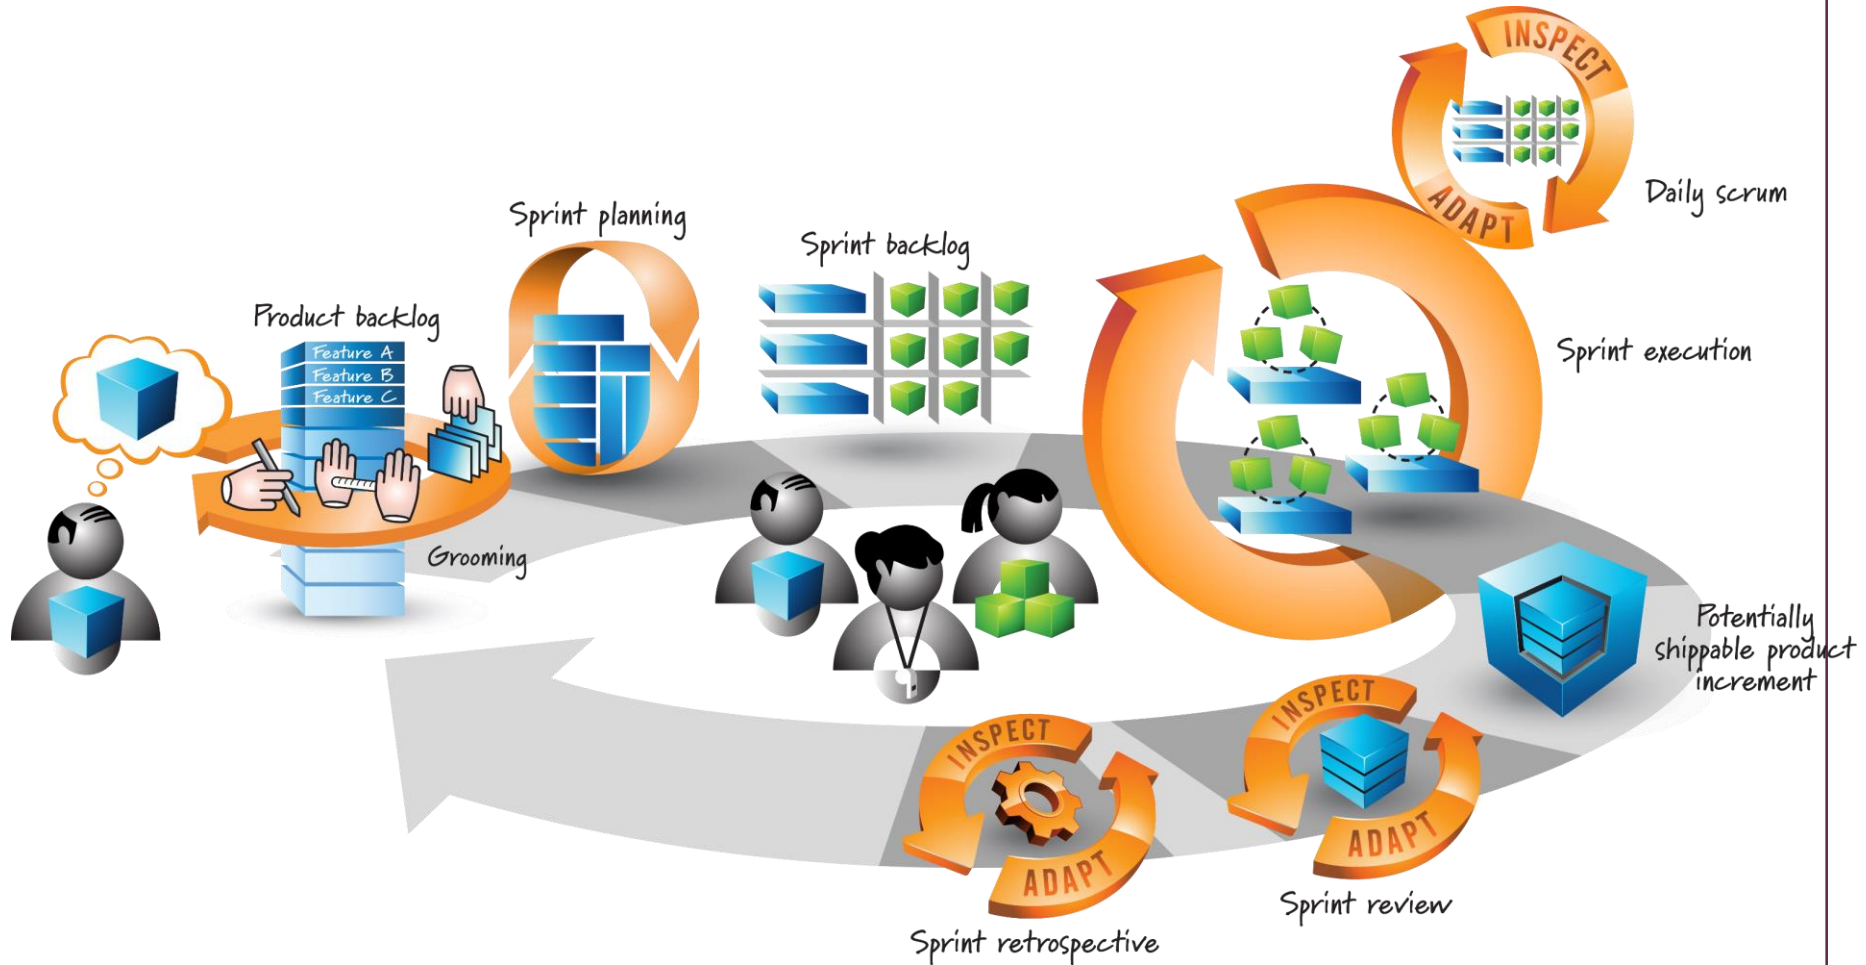 INSPECT
ADAPT
Daily scrum
Sprint planning
Sprint backlog
Product backlog
Feature A
Feature B
Feature C
Sprint execution
Grooming
Potentially
shippable product
increment
INSPECT
ADAPT
Sprint review
INSPECT
ADAPT
Sprint retrospective